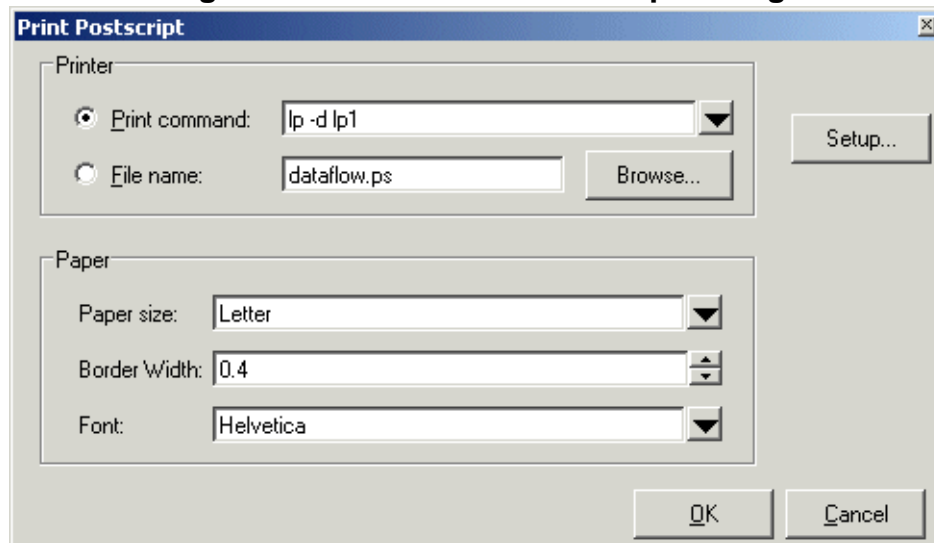 Print Postscript
Printer
Print command: lp -d lp1
Setup...
File name: dataflow.ps Browse...
Paper
Paper size: Letter
Border Width: 0.4
Font: Helvetica
OK Cancel